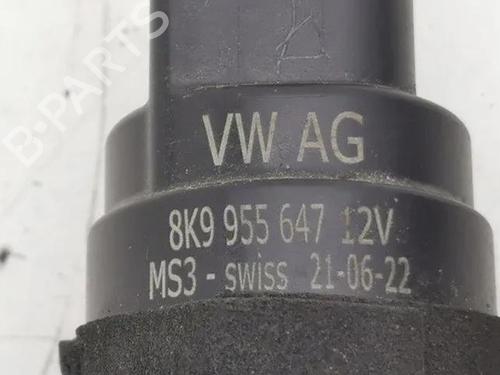 B-PARTS
VW AG
8K9 955 647 12V
MS3 - swiss 21-06-22